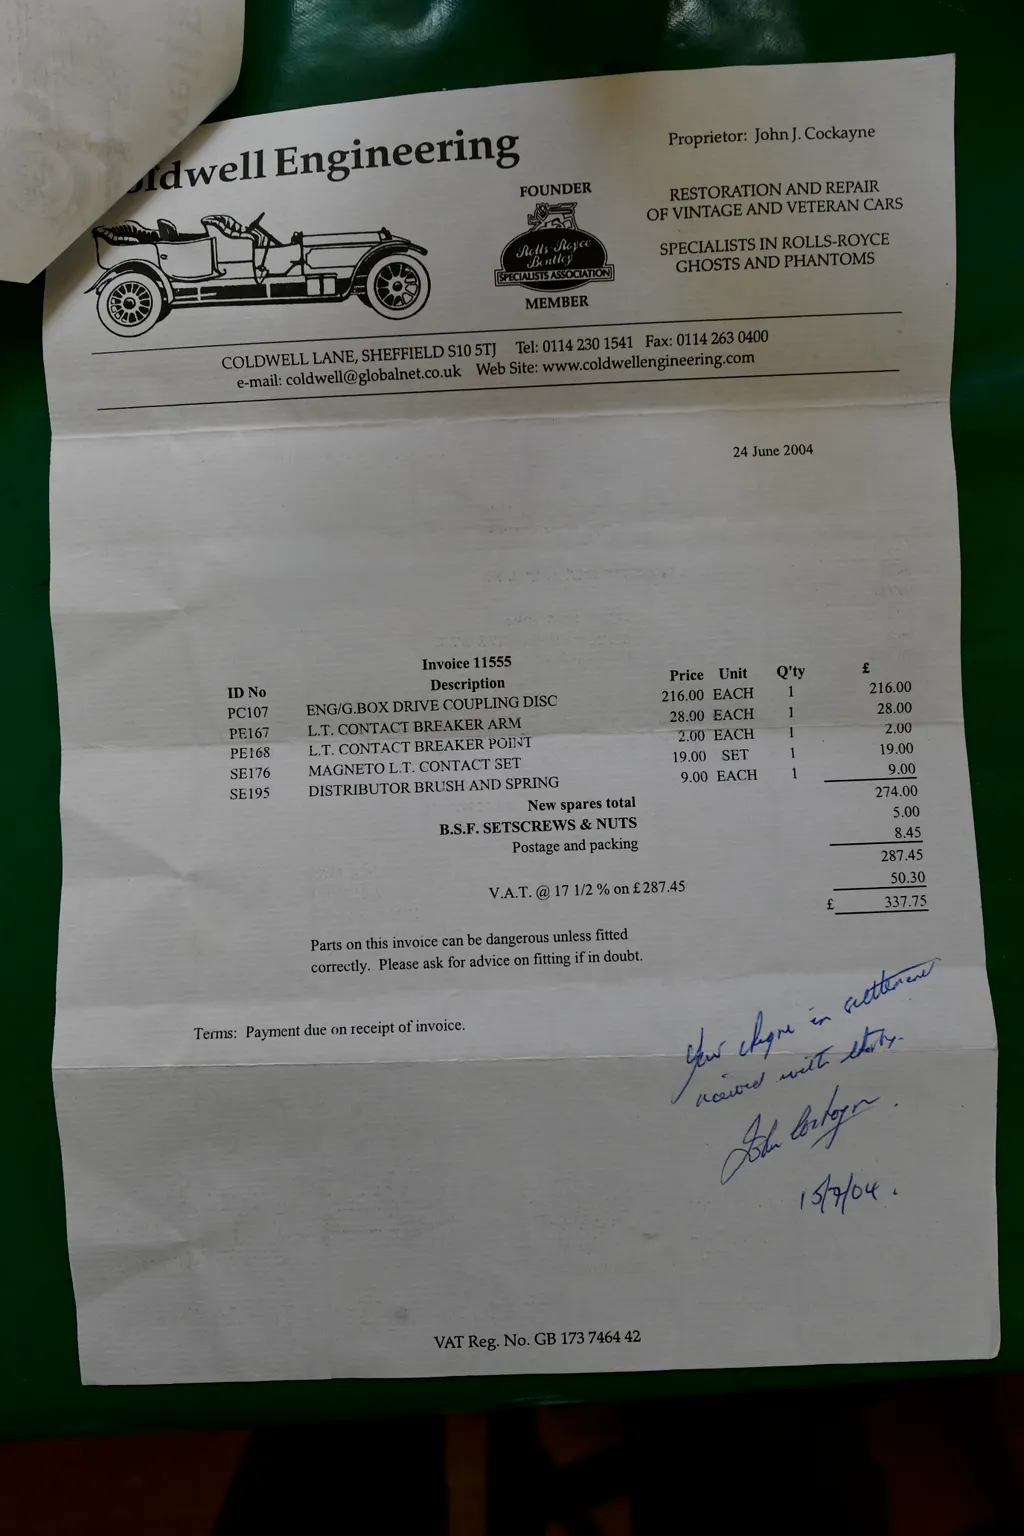 ldwell Engineering
Proprietor: John J. Cockayne
FOUNDER
Rolls-Royce
Bentley
SPECIALISTS ASSOCIATION
MEMBER
RESTORATION AND REPAIR
OF VINTAGE AND VETERAN CARS
SPECIALISTS IN ROLLS-ROYCE
GHOSTS AND PHANTOMS
COLDWELL LANE, SHEFFIELD S10 5TJ Tel: 0114 230 1541 Fax: 0114 263 0400
e-mail: coldwell@globalnet.co.uk Web Site: www.coldwellengineering.com
24 June 2004
Invoice 11555
ID No Description Price Unit Q'ty £
PC107 ENG/G.BOX DRIVE COUPLING DISC 216.00 EACH 1 216.00
PE167 L.T. CONTACT BREAKER ARM 28.00 EACH 1 28.00
PE168 L.T. CONTACT BREAKER POINT 2.00 EACH 1 2.00
SE176 MAGNETO L.T. CONTACT SET 19.00 SET 1 19.00
SE195 DISTRIBUTOR BRUSH AND SPRING 9.00 EACH 1 9.00
New spares total 274.00
B.S.F. SETSCREWS & NUTS 5.00
Postage and packing 8.45
287.45
V.A.T. @ 17 1/2 % on £287.45 50.30
£ 337.75
Parts on this invoice can be dangerous unless fitted
correctly. Please ask for advice on fitting if in doubt.
Terms: Payment due on receipt of invoice.
Your cheque in settlement
received with thanks.
John Cockayne.
15/7/04.
VAT Reg. No. GB 173 7464 42